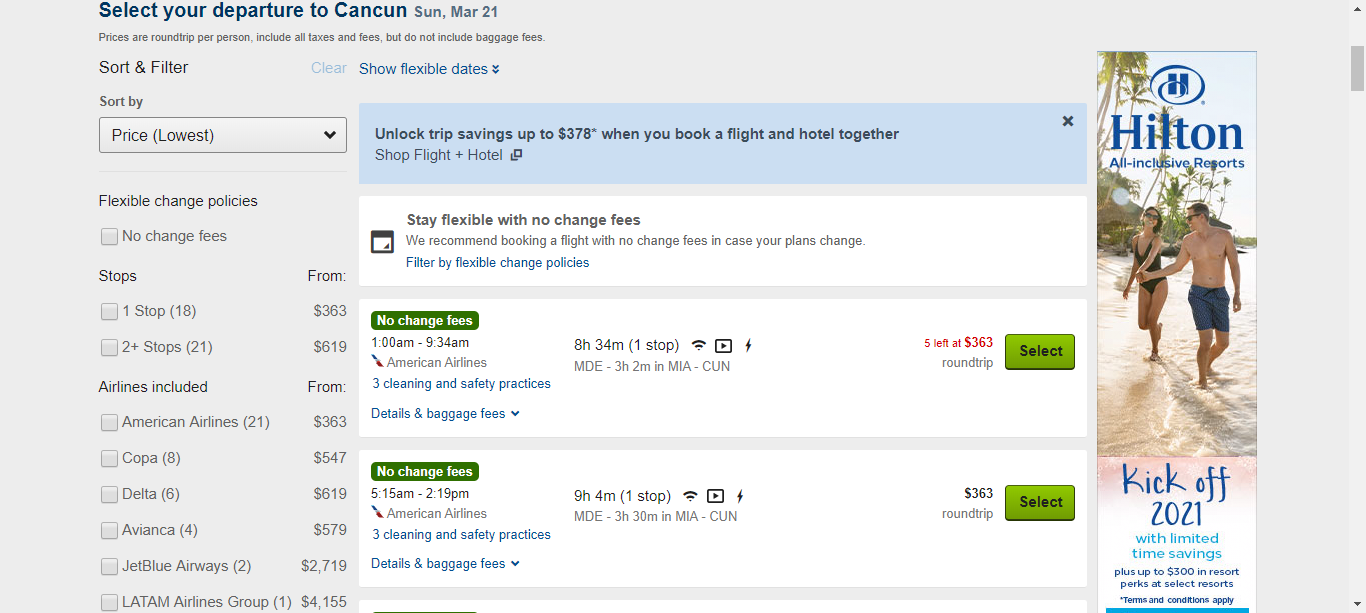 Select your departure to Cancun Sun, Mar 21
Prices are roundtrip per person, include all taxes and fees, but do not include baggage fees.
Sort & Filter
Clear
Sort by
Price (Lowest)
Flexible change policies
No change fees
Stops From:
1 Stop (18) $363
2+ Stops (21) $619
Airlines included From:
American Airlines (21) $363
Copa (8) $547
Delta (6) $619
Avianca (4) $579
JetBlue Airways (2) $2,719
LATAM Airlines Group (1) $4,155
Show flexible dates
Unlock trip savings up to $378* when you book a flight and hotel together
Shop Flight + Hotel
Stay flexible with no change fees
We recommend booking a flight with no change fees in case your plans change.
Filter by flexible change policies
No change fees
1:00am - 9:34am
American Airlines
3 cleaning and safety practices
Details & baggage fees
8h 34m (1 stop)
MDE - 3h 2m in MIA - CUN
5 left at $363
roundtrip
Select
No change fees
5:15am - 2:19pm
American Airlines
3 cleaning and safety practices
Details & baggage fees
9h 4m (1 stop)
MDE - 3h 30m in MIA - CUN
$363
roundtrip
Select
H
Hilton
All-inclusive Resorts
Kick off
2021
with limited
time savings
plus up to $300 in resort
perks at select resorts
*Terms and conditions apply